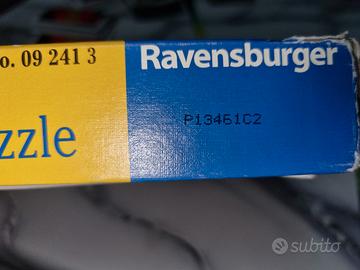 o. 09 241 3
Ravensburger
P13461C2
zzle
subito